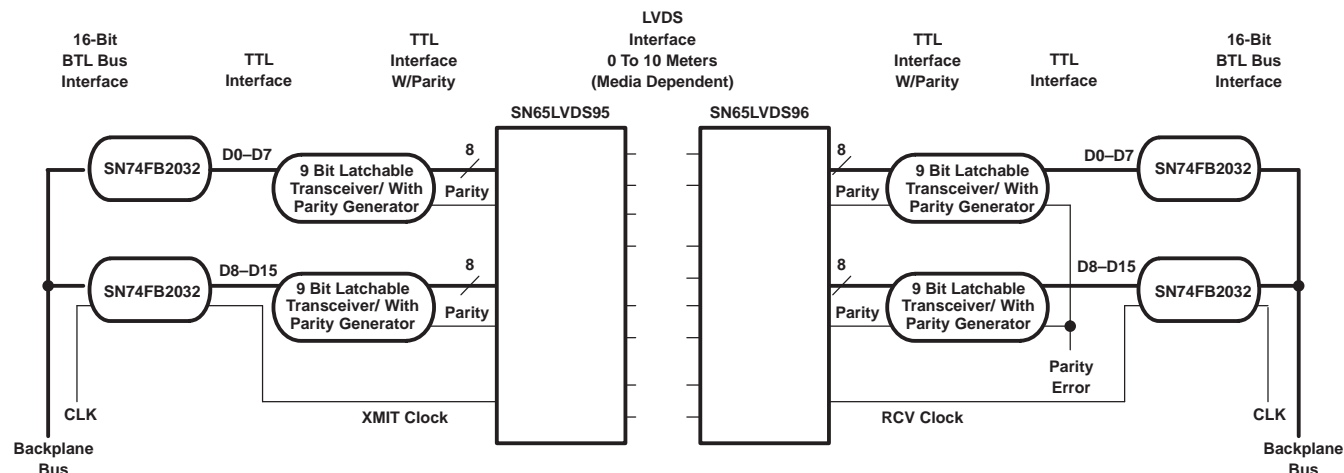 16-Bit
BTL Bus
Interface
TTL
Interface
TTL
Interface
W/Parity
LVDS
Interface
0 To 10 Meters
(Media Dependent)
TTL
Interface
W/Parity
TTL
Interface
16-Bit
BTL Bus
Interface
SN65LVDS95
SN65LVDS96
SN74FB2032
D0–D7
9 Bit Latchable
Transceiver/ With
Parity Generator
8
Parity
8
Parity
9 Bit Latchable
Transceiver/ With
Parity Generator
D0–D7
SN74FB2032
SN74FB2032
D8–D15
9 Bit Latchable
Transceiver/ With
Parity Generator
8
Parity
8
Parity
9 Bit Latchable
Transceiver/ With
Parity Generator
D8–D15
SN74FB2032
Parity
Error
CLK
XMIT Clock
RCV Clock
CLK
Backplane
Bus
Backplane
Bus